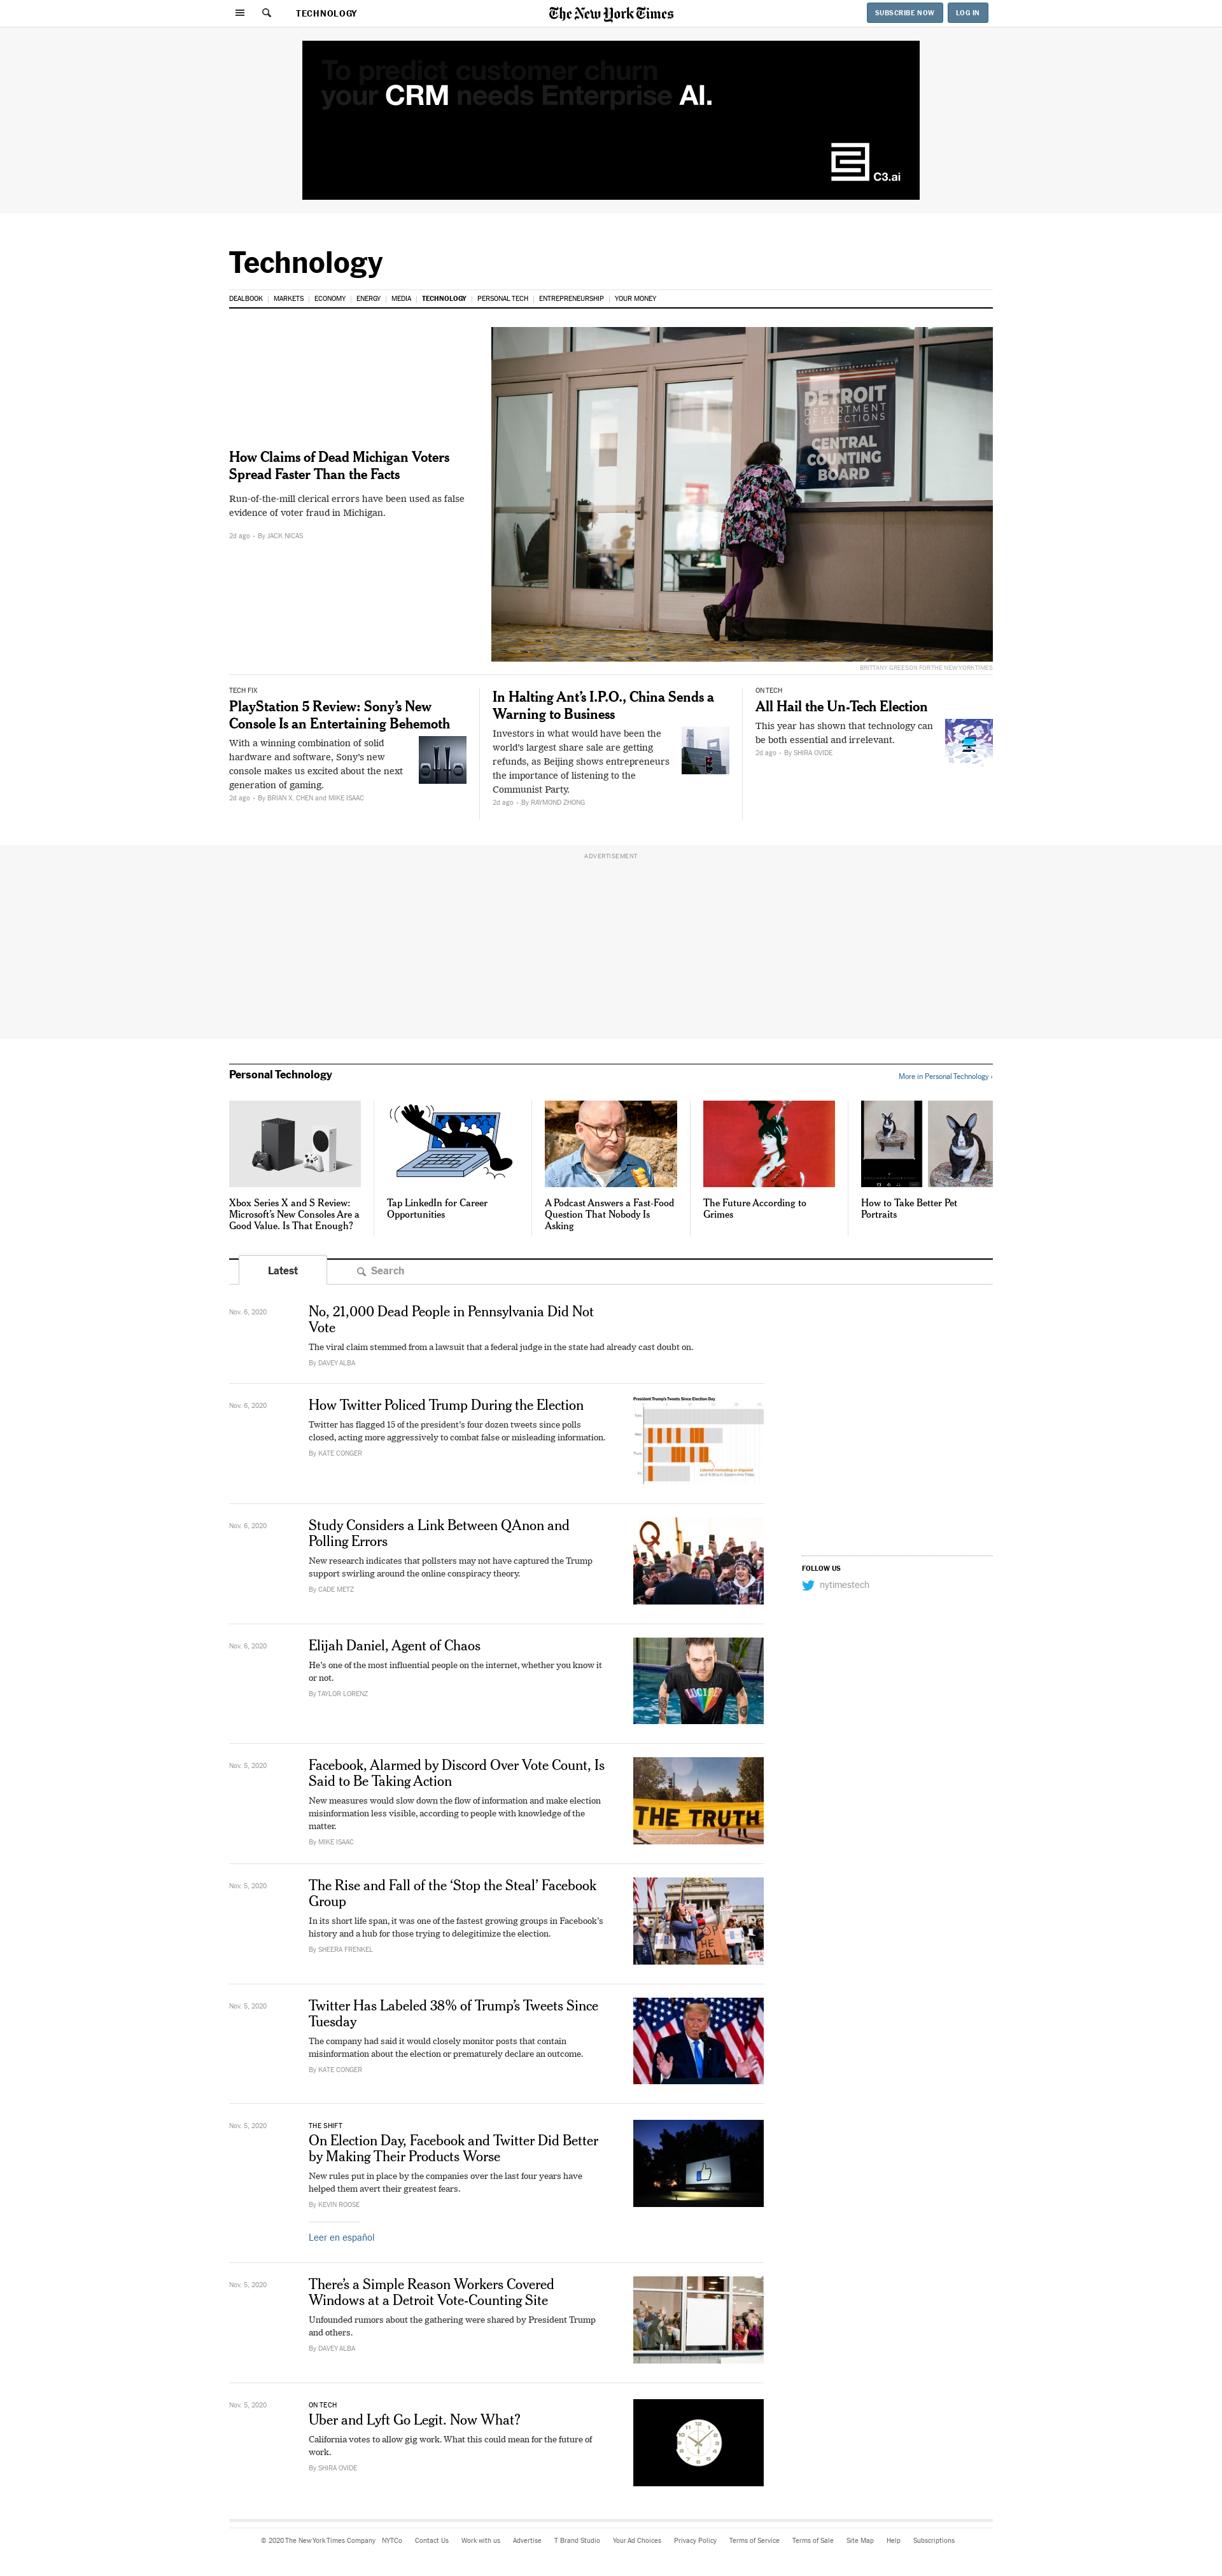 TECHNOLOGY
The New York Times
SUBSCRIBE NOW
LOG IN
To predict customer churn
your CRM needs Enterprise AI.
C3.ai
Technology
DEALBOOK | MARKETS | ECONOMY | ENERGY | MEDIA | TECHNOLOGY | PERSONAL TECH | ENTREPRENEURSHIP | YOUR MONEY
How Claims of Dead Michigan Voters
Spread Faster Than the Facts
Run-of-the-mill clerical errors have been used as false
evidence of voter fraud in Michigan.
2d ago • By JACK NICAS
DETROIT
DEPARTMENT
OF ELECTIONS
CENTRAL
COUNTING
BOARD
BRITTANY GREESON FOR THE NEW YORK TIMES
TECH FIX
PlayStation 5 Review: Sony’s New
Console Is an Entertaining Behemoth
With a winning combination of solid
hardware and software, Sony’s new
console makes us excited about the next
generation of gaming.
2d ago • By BRIAN X. CHEN and MIKE ISAAC
In Halting Ant’s I.P.O., China Sends a
Warning to Business
Investors in what would have been the
world’s largest share sale are getting
refunds, as Beijing shows entrepreneurs
the importance of listening to the
Communist Party.
2d ago • By RAYMOND ZHONG
ON TECH
All Hail the Un-Tech Election
This year has shown that technology can
be both essential and irrelevant.
2d ago • By SHIRA OVIDE
ADVERTISEMENT
Personal Technology
More in Personal Technology ›
Xbox Series X and S Review:
Microsoft’s New Consoles Are a
Good Value. Is That Enough?
Tap LinkedIn for Career
Opportunities
A Podcast Answers a Fast-Food
Question That Nobody Is
Asking
The Future According to
Grimes
How to Take Better Pet
Portraits
Latest
Search
Nov. 6, 2020
No, 21,000 Dead People in Pennsylvania Did Not
Vote
The viral claim stemmed from a lawsuit that a federal judge in the state had already cast doubt on.
By DAVEY ALBA
Nov. 6, 2020
How Twitter Policed Trump During the Election
Twitter has flagged 15 of the president’s four dozen tweets since polls
closed, acting more aggressively to combat false or misleading information.
By KATE CONGER
President Trump's Tweets Since Election Day
Nov. 6, 2020
Study Considers a Link Between QAnon and
Polling Errors
New research indicates that pollsters may not have captured the Trump
support swirling around the online conspiracy theory.
By CADE METZ
Q
FOLLOW US
nytimestech
Nov. 6, 2020
Elijah Daniel, Agent of Chaos
He’s one of the most influential people on the internet, whether you know it
or not.
By TAYLOR LORENZ
Nov. 5, 2020
Facebook, Alarmed by Discord Over Vote Count, Is
Said to Be Taking Action
New measures would slow down the flow of information and make election
misinformation less visible, according to people with knowledge of the
matter.
By MIKE ISAAC
THE TRUTH
Nov. 5, 2020
The Rise and Fall of the ‘Stop the Steal’ Facebook
Group
In its short life span, it was one of the fastest growing groups in Facebook’s
history and a hub for those trying to delegitimize the election.
By SHEERA FRENKEL
Nov. 5, 2020
Twitter Has Labeled 38% of Trump’s Tweets Since
Tuesday
The company had said it would closely monitor posts that contain
misinformation about the election or prematurely declare an outcome.
By KATE CONGER
Nov. 5, 2020
THE SHIFT
On Election Day, Facebook and Twitter Did Better
by Making Their Products Worse
New rules put in place by the companies over the last four years have
helped them avert their greatest fears.
By KEVIN ROOSE
Leer en español
Nov. 5, 2020
There’s a Simple Reason Workers Covered
Windows at a Detroit Vote-Counting Site
Unfounded rumors about the gathering were shared by President Trump
and others.
By DAVEY ALBA
Nov. 5, 2020
ON TECH
Uber and Lyft Go Legit. Now What?
California votes to allow gig work. What this could mean for the future of
work.
By SHIRA OVIDE
© 2020 The New York Times Company NYTCo Contact Us Work with us Advertise T Brand Studio Your Ad Choices Privacy Policy Terms of Service Terms of Sale Site Map Help Subscriptions